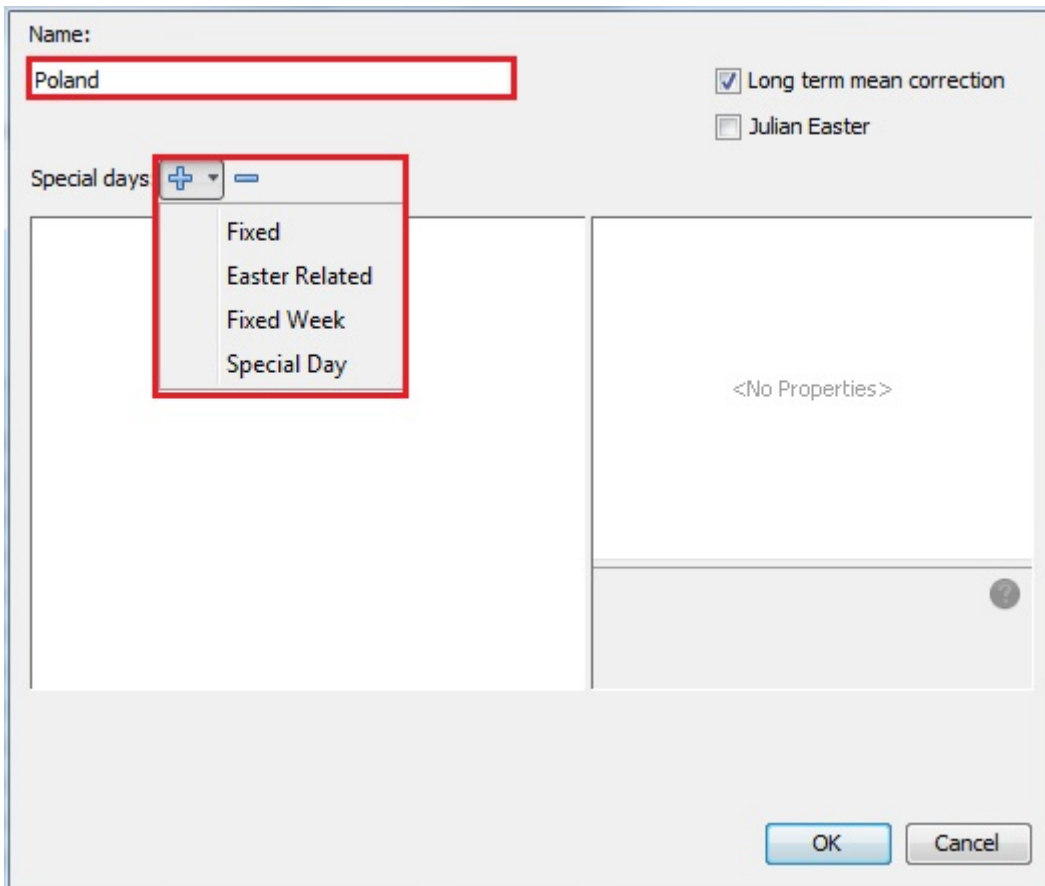 Name:
Poland
Long term mean correction
Julian Easter
Special days:
Fixed
Easter Related
Fixed Week
Special Day
<No Properties>
?
OK
Cancel